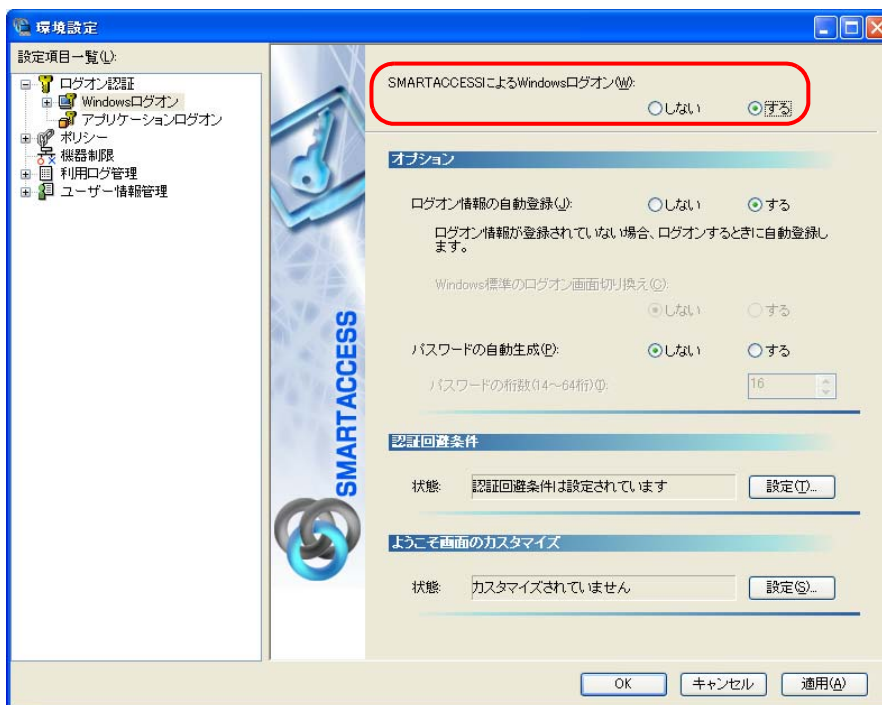 環境設定
設定項目一覧(L):
ログオン認証
Windowsログオン
アプリケーションログオン
ポリシー
機器制限
利用ログ管理
ユーザー情報管理
SMARTACCESS
SMARTACCESSによるWindowsログオン(W):
しない する
オプション
ログオン情報の自動登録(J): しない する
ログオン情報が登録されていない場合、ログオンするときに自動登録し
ます。
Windows標準のログオン画面切り換え(C):
しない する
パスワードの自動生成(P): しない する
パスワードの桁数(14～64桁)(I): 16
認証回避条件
状態: 認証回避条件は設定されています 設定(T)...
ようこそ画面のカスタマイズ
状態: カスタマイズされていません 設定(S)...
OK キャンセル 適用(A)